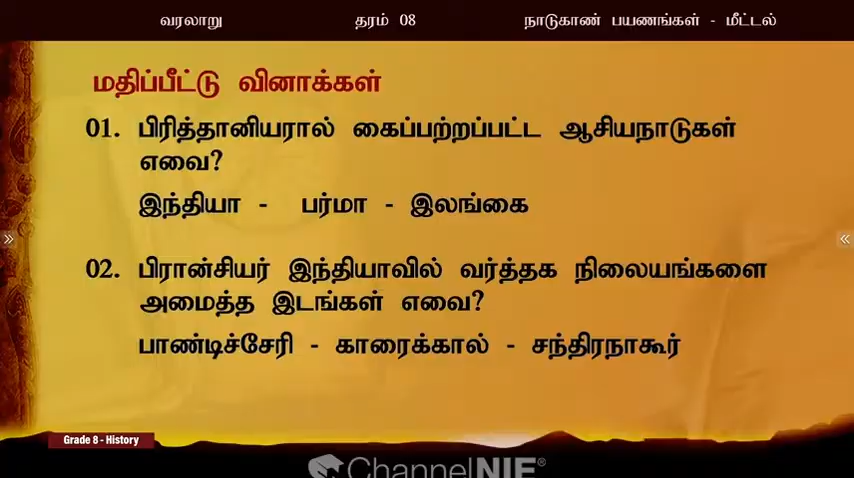 வரலாறு தரம் 08 நாடுகாண் பயணங்கள் - மீட்டல்
மதிப்பீட்டு வினாக்கள்
01. பிரித்தானியரால் கைப்பற்றப்பட்ட ஆசியநாடுகள்
எவை?
இந்தியா - பர்மா - இலங்கை
02. பிரான்சியர் இந்தியாவில் வர்த்தக நிலையங்களை
அமைத்த இடங்கள் எவை?
பாண்டிச்சேரி - காரைக்கால் - சந்திரநாகூர்
Grade 8 - History
ChannelNIE®